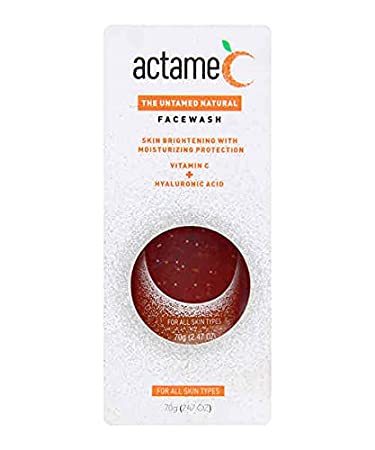 actame C
THE UNTAMED NATURAL
FACEWASH
SKIN BRIGHTENING WITH
MOISTURIZING PROTECTION
VITAMIN C
+
HYALURONIC ACID
FOR ALL SKIN TYPES
70g (2.47 OZ)
FOR ALL SKIN TYPES
70g (2.47 OZ)